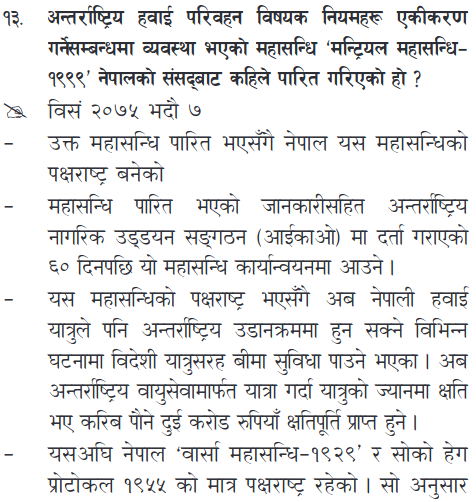 १३. अन्तर्राष्ट्रिय हवाई परिवहन विषयक नियमहरू एकीकरण
गर्नेसम्बन्धमा व्यवस्था भएको महासन्धि ‘मन्ट्रियल महासन्धि-
१९९९’ नेपालको संसद्बाट कहिले पारित गरिएको हो ?
विसं २०७५ भदौ ७
- उक्त महासन्धि पारित भएसँगै नेपाल यस महासन्धिको
पक्षराष्ट्र बनेको
- महासन्धि पारित भएको जानकारीसहित अन्तर्राष्ट्रिय
नागरिक उड्डयन सङ्गठन (आईकाओ) मा दर्ता गराएको
६० दिनपछि यो महासन्धि कार्यान्वयनमा आउने ।
- यस महासन्धिको पक्षराष्ट्र भएसँगै अब नेपाली हवाई
यात्रुले पनि अन्तर्राष्ट्रिय उडानक्रममा हुन सक्ने विभिन्न
घटनामा विदेशी यात्रुसरह बीमा सुविधा पाउने भएका । अब
अन्तर्राष्ट्रिय वायुसेवामार्फत यात्रा गर्दा यात्रुको ज्यानमा क्षति
भए करिब पौने दुई करोड रुपियाँ क्षतिपूर्ति प्राप्त हुने ।
- यसअघि नेपाल ‘वार्सा महासन्धि-१९२९’ र सोको हेग
प्रोटोकल १९५५ को मात्र पक्षराष्ट्र रहेको । सो अनुसार